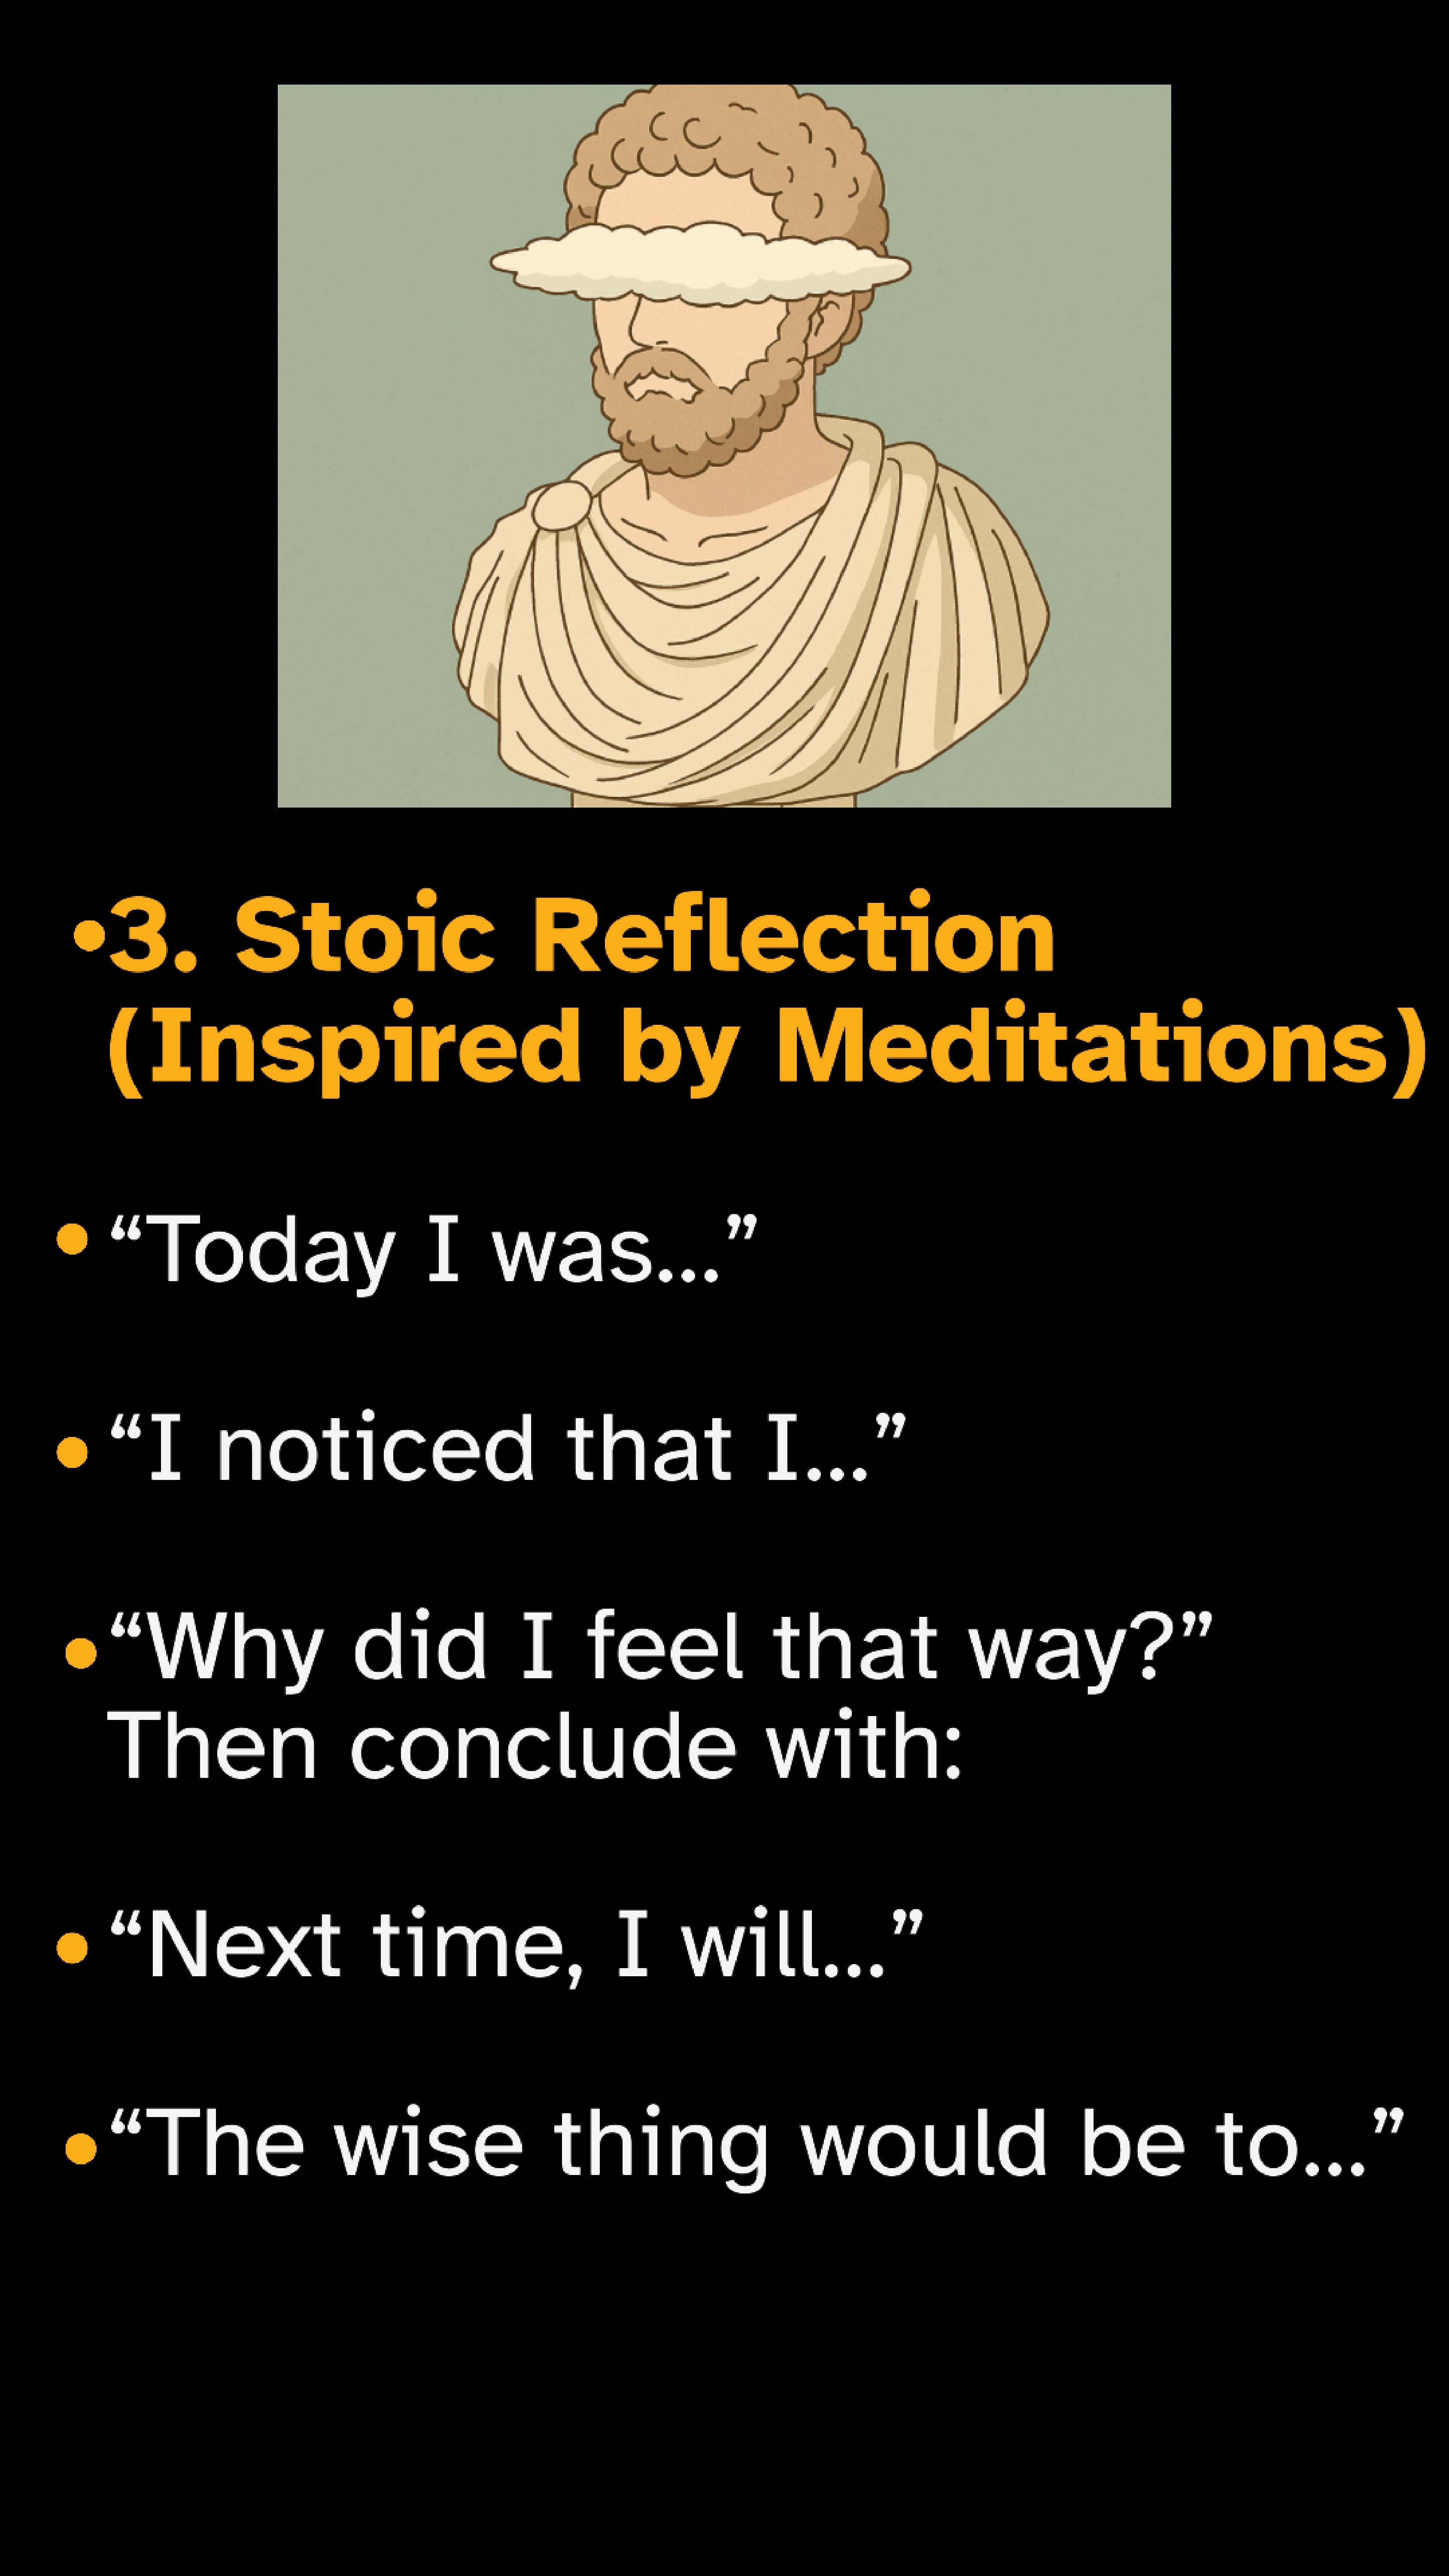 •3. Stoic Reflection
(Inspired by Meditations)
• “Today I was...”
• “I noticed that I...”
• “Why did I feel that way?”
Then conclude with:
• “Next time, I will...”
• “The wise thing would be to...”